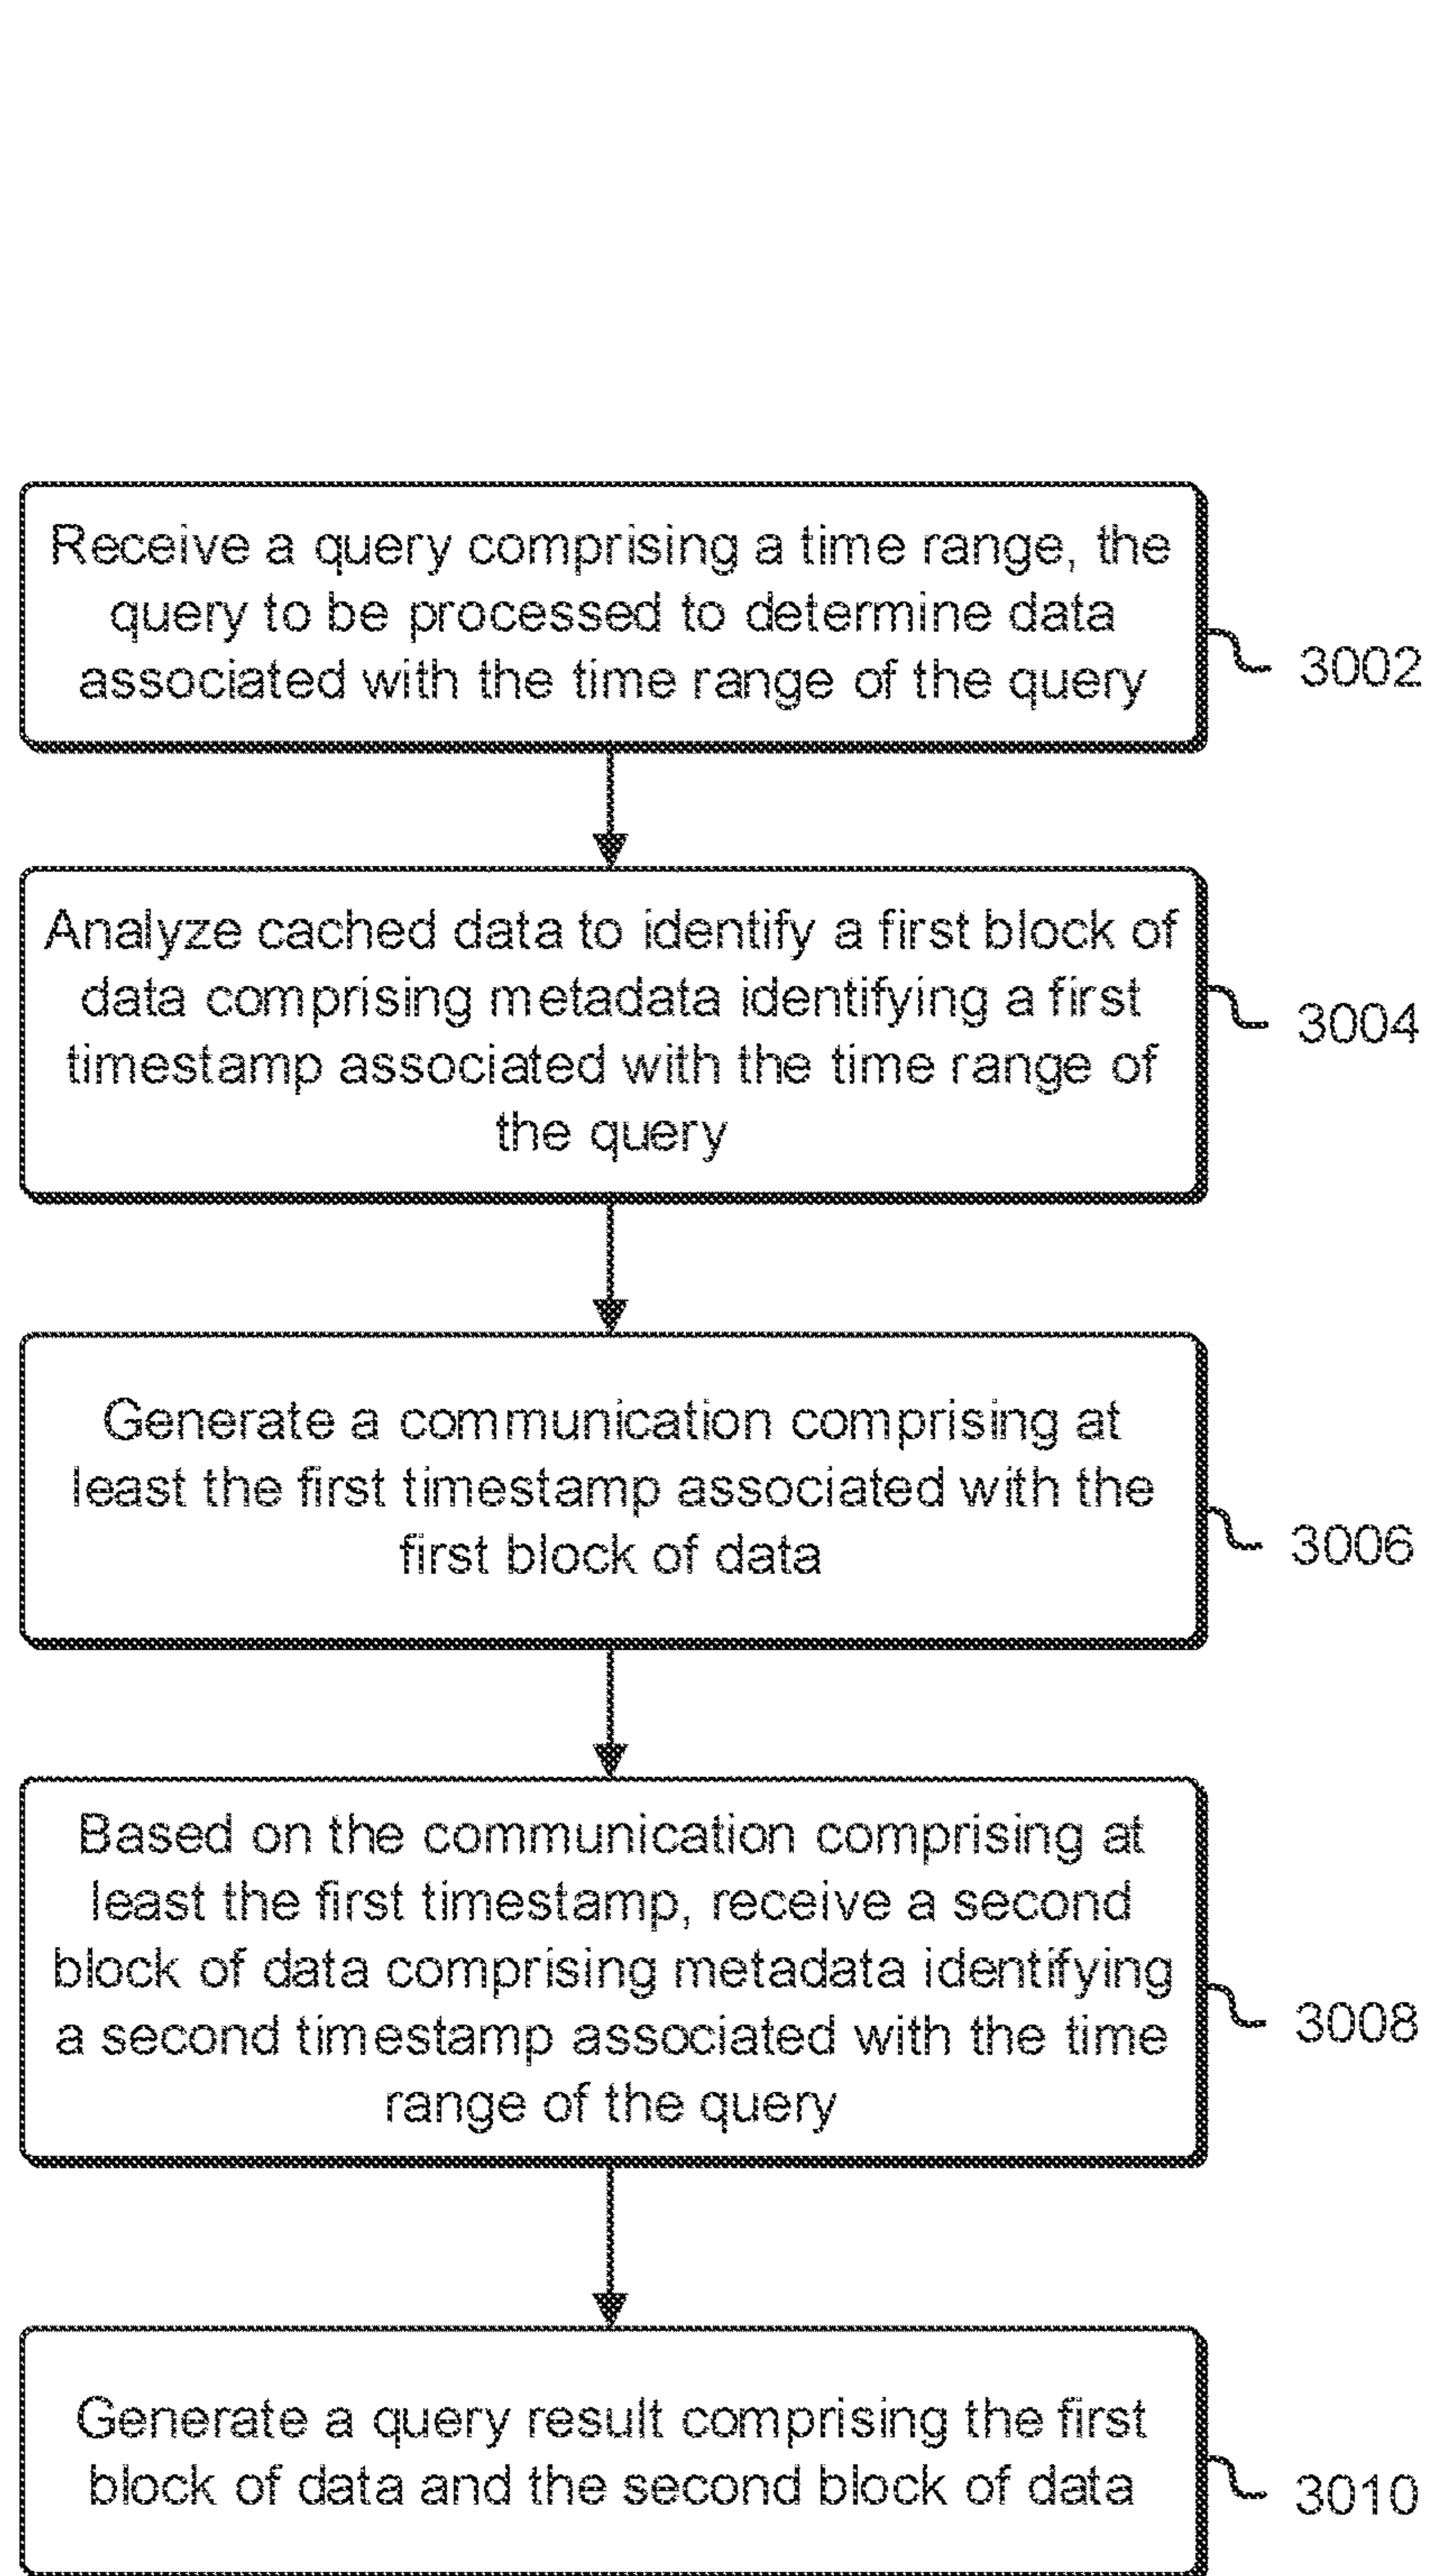 Receive a query comprising a time range, the
query to be processed to determine data
associated with the time range of the query
3002
Analyze cached data to identify a first block of
data comprising metadata identifying a first
timestamp associated with the time range of
the query
3004
Generate a communication comprising at
least the first timestamp associated with the
first block of data
3006
Based on the communication comprising at
least the first timestamp, receive a second
block of data comprising metadata identifying
a second timestamp associated with the time
range of the query
3008
Generate a query result comprising the first
block of data and the second block of data
3010